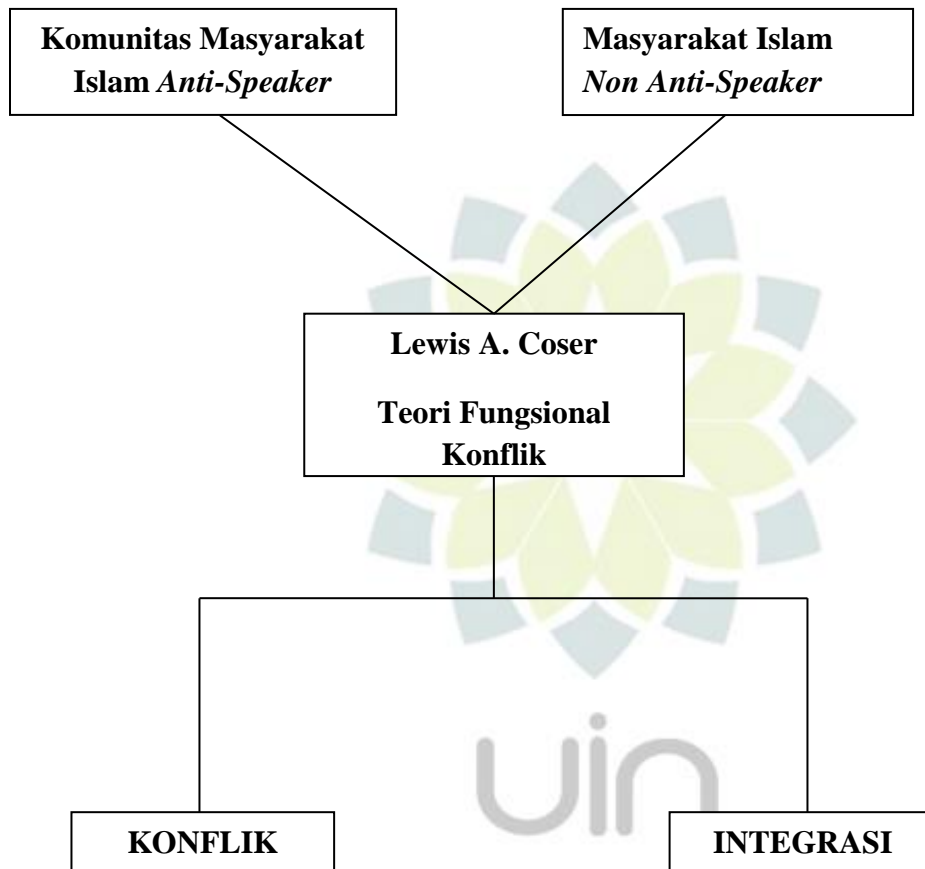 Komunitas Masyarakat
Islam Anti-Speaker
Masyarakat Islam
Non Anti-Speaker
Lewis A. Coser
Teori Fungsional
Konflik
uin
KONFLIK
INTEGRASI